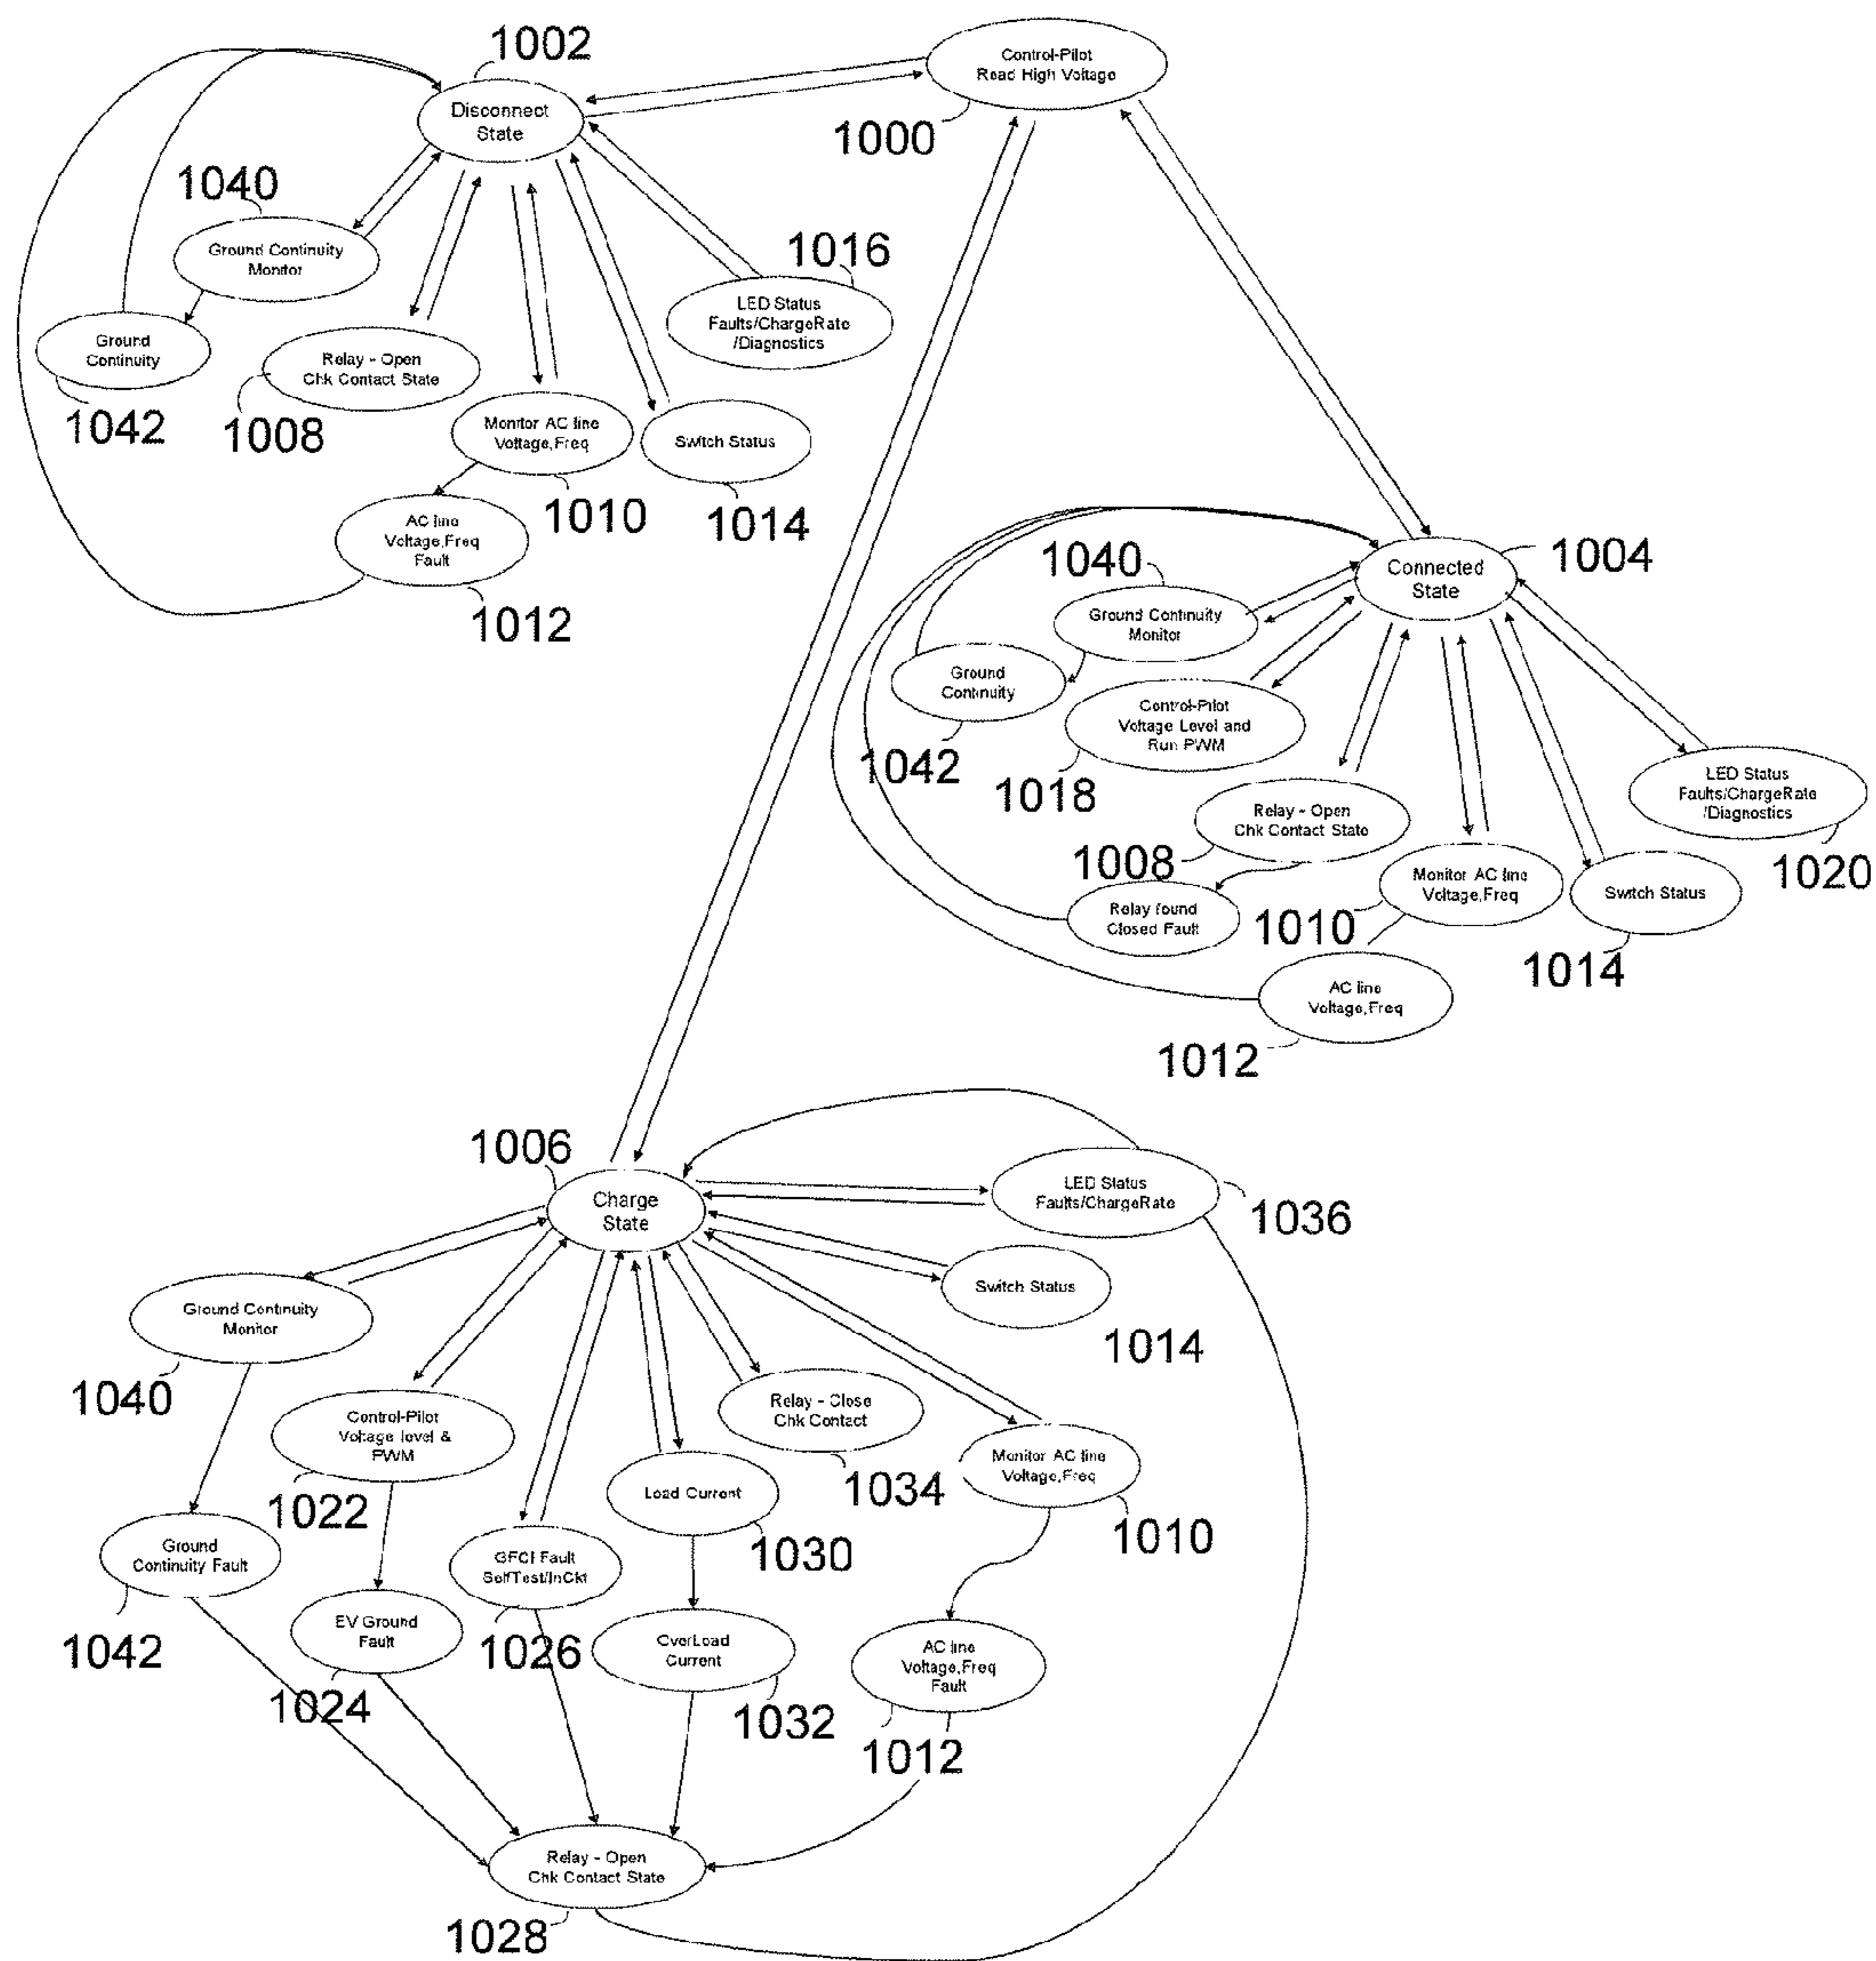 1002
Control-Pilot
Read High Voltage
1000
Disconnect
State
1040
Ground Continuity
Monitor
1016
LED Status
Faults/ChargeRate
/Diagnostics
Ground
Continuity
1042
Relay - Open
Chk Contact State
1008
Monitor AC line
Voltage,Freq
1010
Switch Status
1014
AC line
Voltage,Freq
Fault
1012
1004
Connected
State
1040
Ground Continuity
Monitor
Ground
Continuity
1042
Control-Pilot
Voltage Level and
Run PWM
1018
LED Status
Faults/ChargeRate
/Diagnostics
1020
Relay - Open
Chk Contact State
1008
Relay found
Closed Fault
Monitor AC line
Voltage,Freq
1010
Switch Status
1014
AC line
Voltage,Freq
1012
1006
Charge
State
LED Status
Faults/ChargeRate
1036
Switch Status
1014
Ground Continuity
Monitor
1040
Control-Pilot
Voltage level &
PWM
1022
Relay - Close
Chk Contact
1034
Load Current
1030
Monitor AC line
Voltage,Freq
1010
Ground
Continuity Fault
1042
GFCI Fault
SelfTest/InCkt
1026
EV Ground
Fault
1024
OverLoad
Current
1032
AC line
Voltage,Freq
Fault
1012
Relay - Open
Chk Contact State
1028